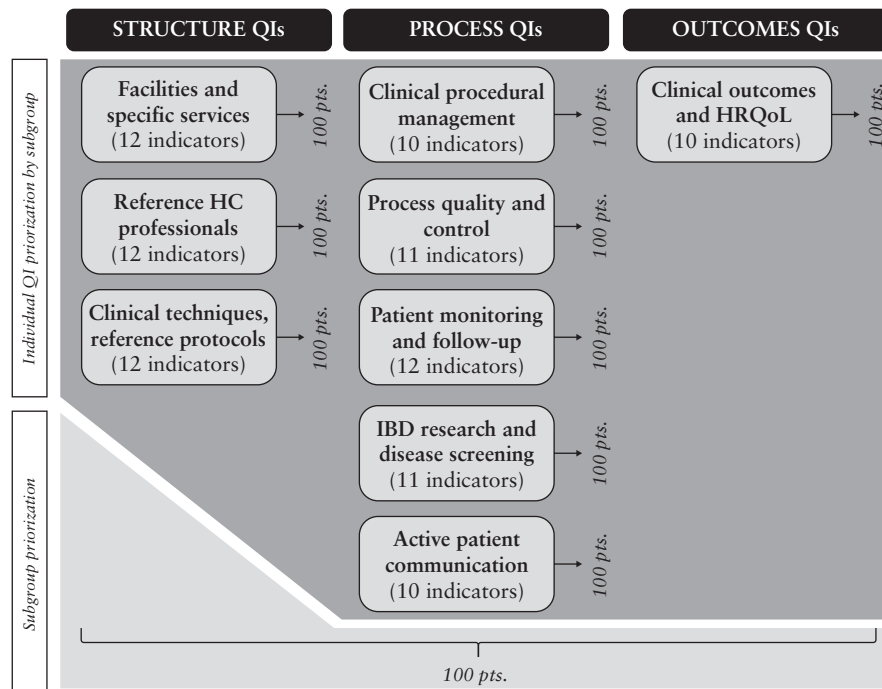 STRUCTURE QIs
PROCESS QIs
OUTCOMES QIs
Individual QI priorization by subgroup
Facilities and
specific services
(12 indicators)
100 pts.
Reference HC
professionals
(12 indicators)
100 pts.
Clinical techniques,
reference protocols
(12 indicators)
100 pts.
Clinical procedural
management
(10 indicators)
100 pts.
Process quality and
control
(11 indicators)
100 pts.
Patient monitoring
and follow-up
(12 indicators)
100 pts.
IBD research and
disease screening
(11 indicators)
100 pts.
Active patient
communication
(10 indicators)
100 pts.
Clinical outcomes
and HRQoL
(10 indicators)
100 pts.
Subgroup priorization
100 pts.